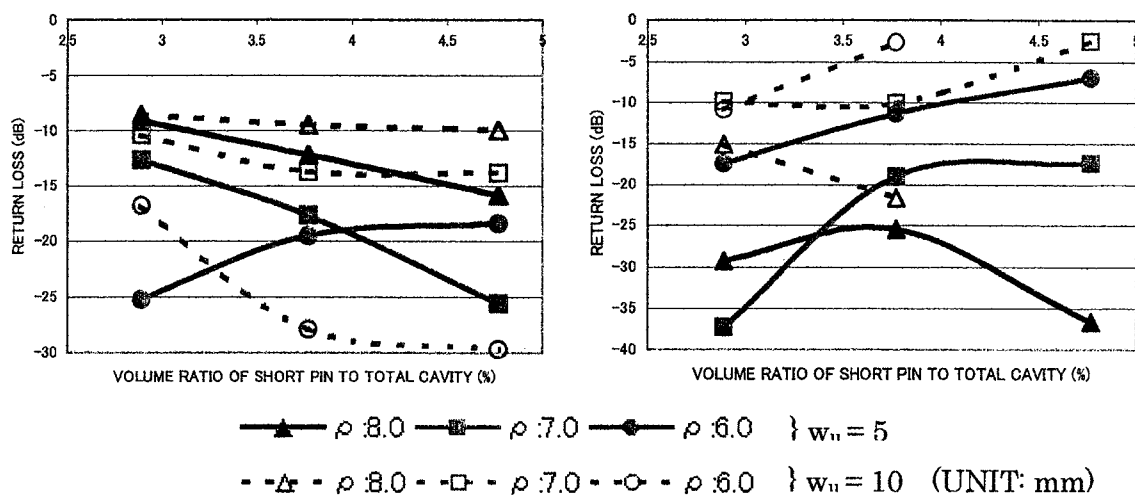 0
2.5 3 3.5 4 4.5 5
-5
-10
-15
-20
-25
-30
RETURN LOSS (dB)
VOLUME RATIO OF SHORT PIN TO TOTAL CAVITY (%)
0
2.5 3 3.5 4 4.5 5
-5
-10
-15
-20
-25
-30
-35
-40
RETURN LOSS (dB)
VOLUME RATIO OF SHORT PIN TO TOTAL CAVITY (%)
ρ :8.0 ρ :7.0 ρ :6.0 } wᵤ = 5
ρ :8.0 ρ :7.0 ρ :6.0 } wᵤ = 10 (UNIT: mm)